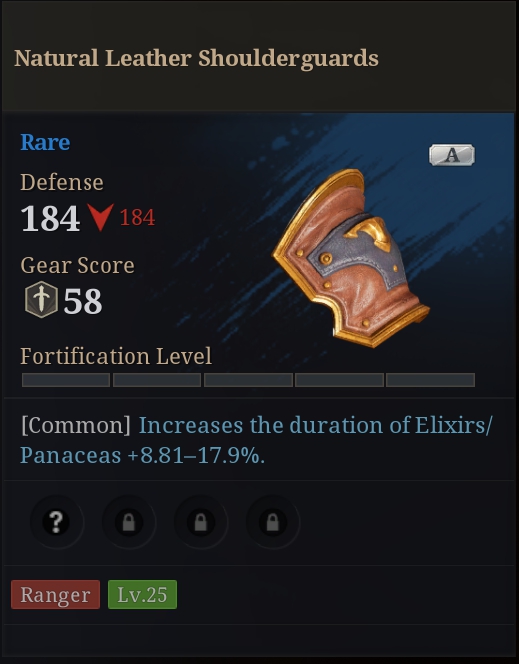 Natural Leather Shoulderguards
Rare
A
Defense
184 184
Gear Score
58
Fortification Level
[Common] Increases the duration of Elixirs/
Panaceas +8.81–17.9%.
?
Ranger Lv.25